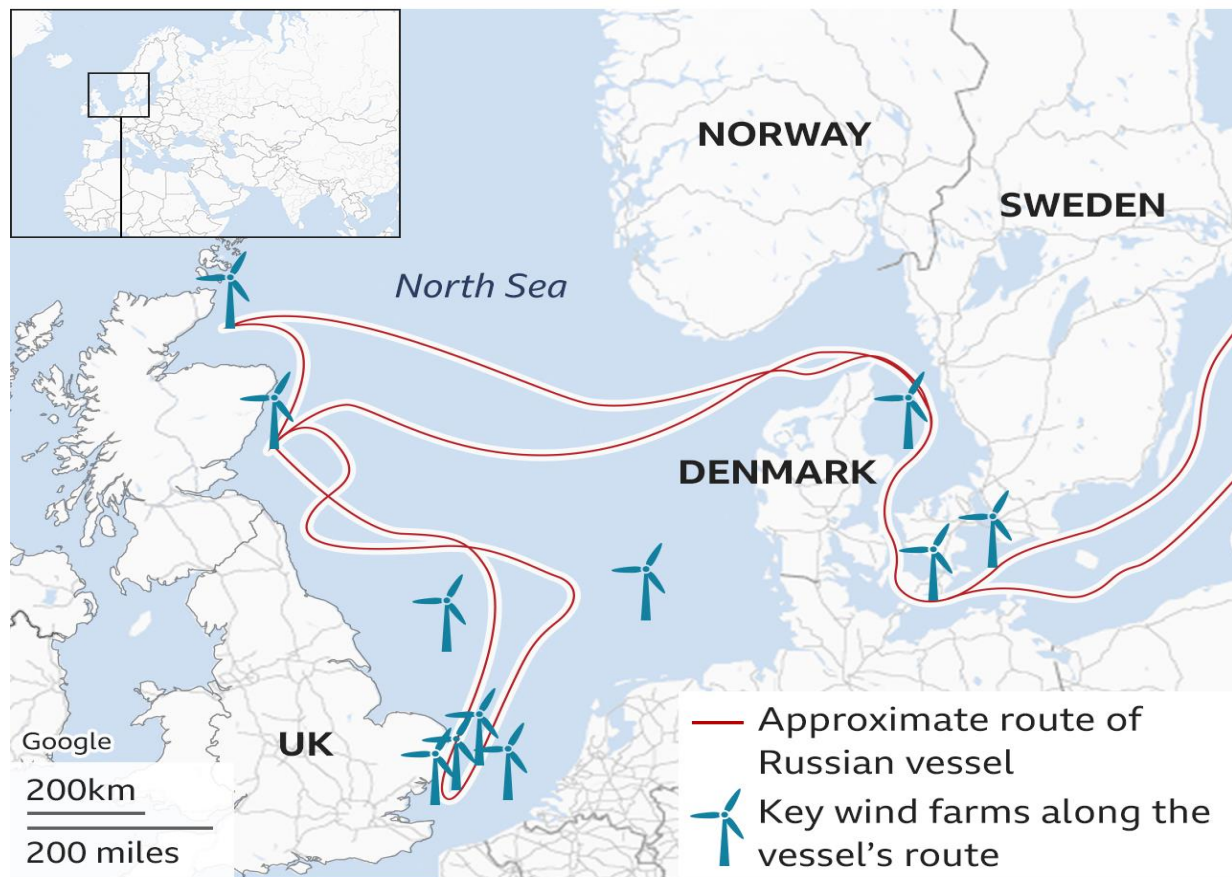 NORWAY
SWEDEN
North Sea
DENMARK
UK
Google
200km
200 miles
Approximate route of
Russian vessel
Key wind farms along the
vessel's route